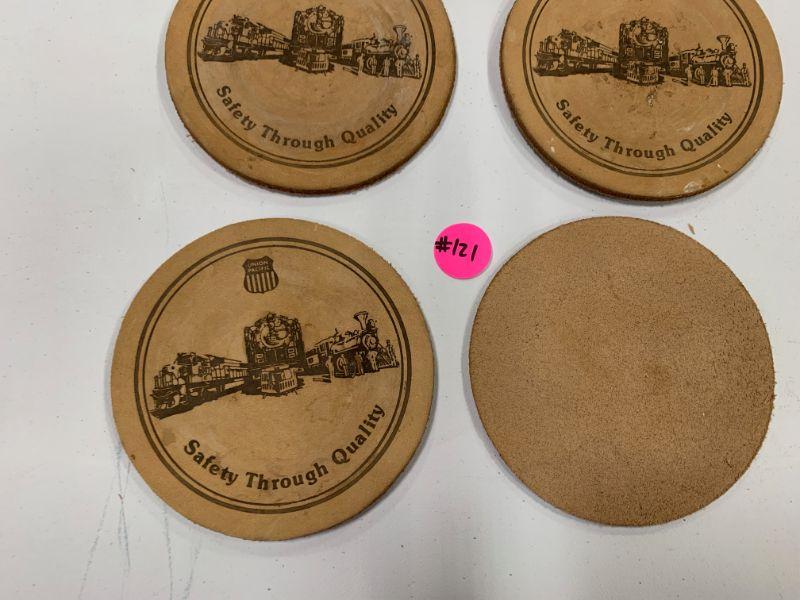 Safety Through Quality
Safety Through Quality
#121
UNION
PACIFIC
Safety Through Quality